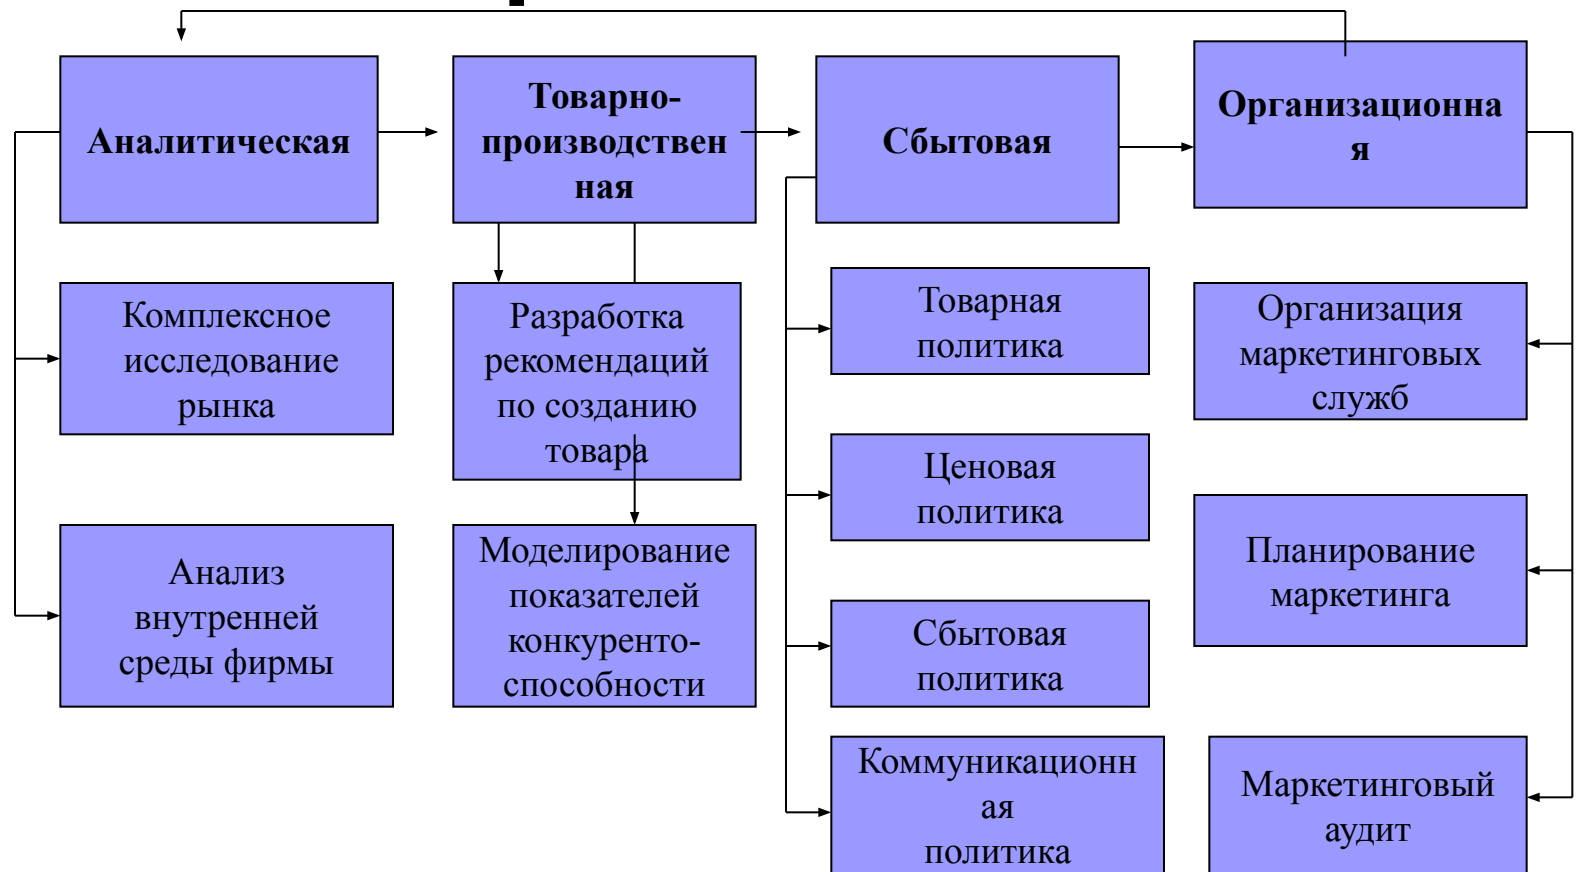 Аналитическая
Товарно-
производствен
ная
Сбытовая
Организационна
я
Комплексное
исследование
рынка
Анализ
внутренней
среды фирмы
Разработка
рекомендаций
по созданию
товара
Моделирование
показателей
конкуренто-
способности
Товарная
политика
Ценовая
политика
Сбытовая
политика
Коммуникационн
ая
политика
Организация
маркетинговых
служб
Планирование
маркетинга
Маркетинговый
аудит